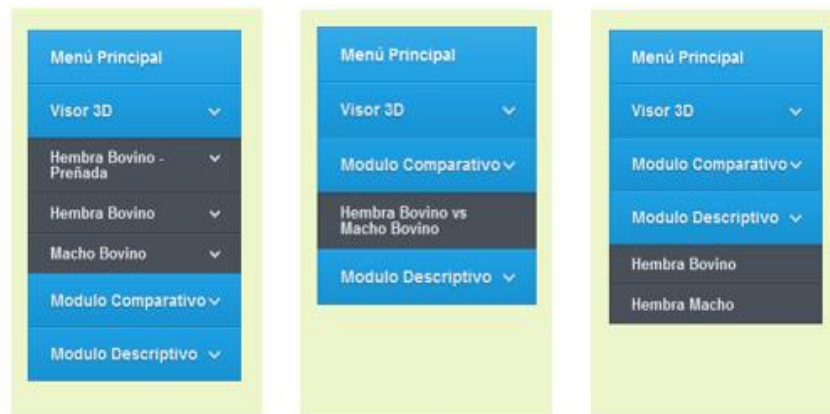 Menú Principal
Visor 3D
Hembra Bovino -
Preñada
Hembra Bovino
Macho Bovino
Modulo Comparativo
Modulo Descriptivo
Menú Principal
Visor 3D
Modulo Comparativo
Hembra Bovino vs
Macho Bovino
Modulo Descriptivo
Menú Principal
Visor 3D
Modulo Comparativo
Modulo Descriptivo
Hembra Bovino
Hembra Macho